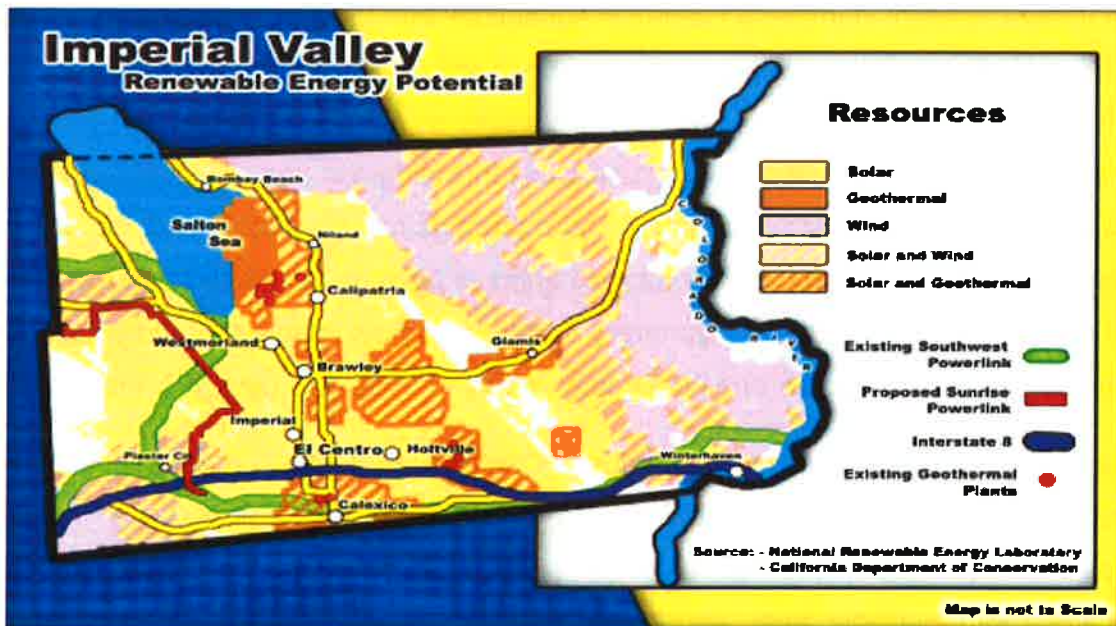 Imperial Valley
Renewable Energy Potential
Resources
Solar
Geothermal
Wind
Solar and Wind
Solar and Geothermal
Existing Southwest
Powerlink
Proposed Sunrise
Powerlink
Interstate 8
Existing Geothermal
Plants
Bombay Beach
Salton
Sea
Niland
Calipatria
Westmorland
Glamis
Brawley
Imperial
El Centro
Holtville
Plaster City
Winterhaven
Calexico
COLORADO RIVER
Source: - National Renewable Energy Laboratory
- California Department of Conservation
Map is not to Scale